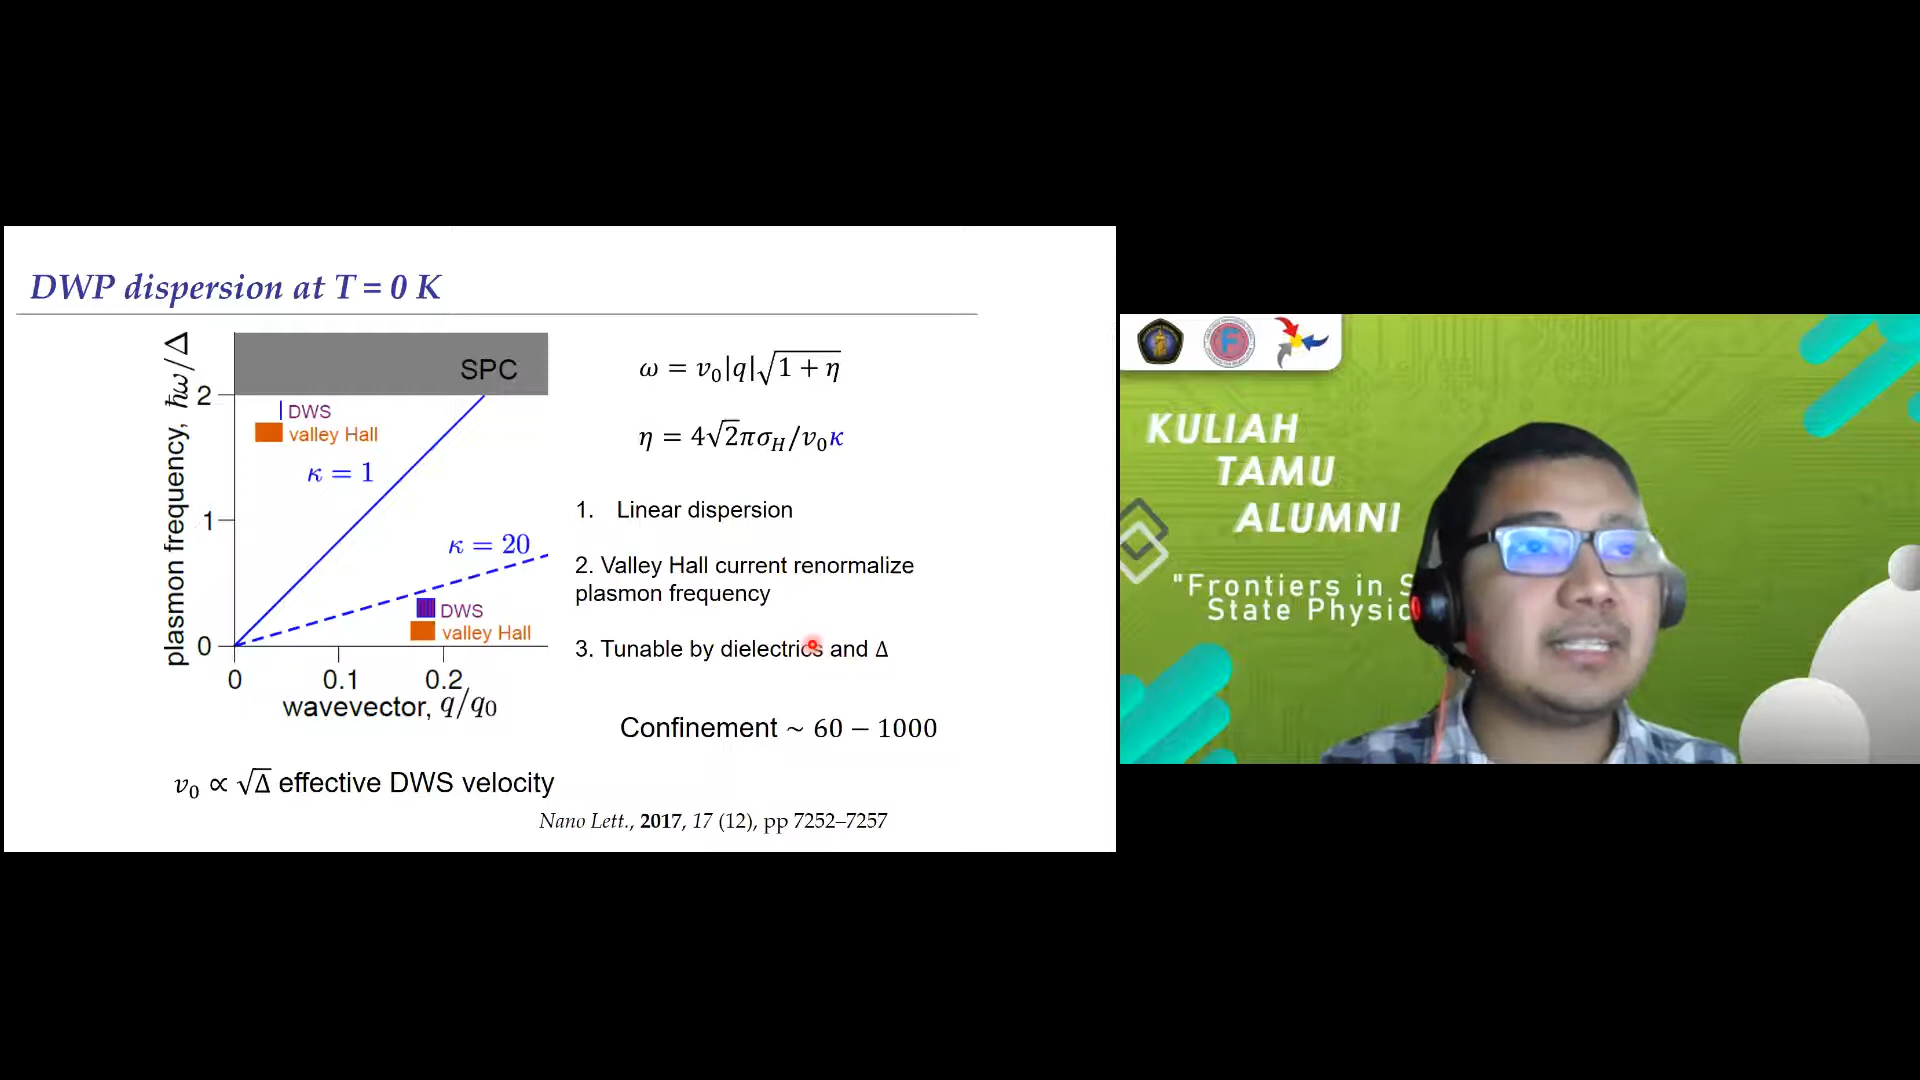 DWP dispersion at T = 0 K
plasmon frequency, ħω/Δ
2
1
0
SPC
DWS
valley Hall
κ = 1
κ = 20
DWS
valley Hall
0
0.1
0.2
wavevector, q/q₀
v₀ ∝ √Δ effective DWS velocity
ω = v₀|q|√(1 + η)
η = 4√2πσ_H/v₀κ
1. Linear dispersion
2. Valley Hall current renormalize
plasmon frequency
3. Tunable by dielectrics and Δ
Confinement ~ 60 − 1000
Nano Lett., 2017, 17 (12), pp 7252–7257
KULIAH
TAMU
ALUMNI
"Frontiers in S
State Physic